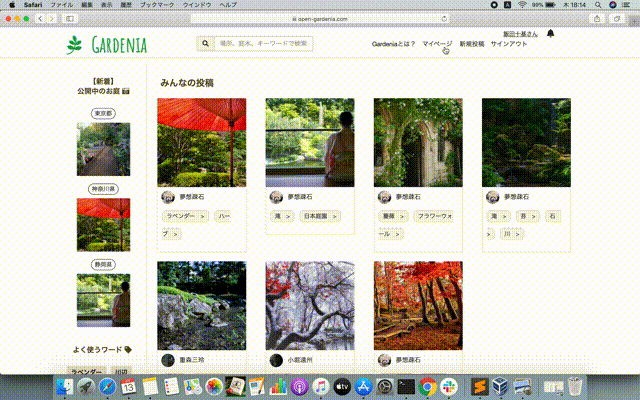 Safari ファイル 編集 表示 履歴 ブックマーク ウインドウ ヘルプ
99% 木 18:14
open-gardenia.com
飯田十基さん
Gardenia
場所、庭木、キーワードで検索
Gardeniaとは？ マイページ 新規投稿 サインアウト
【新着】
公開中のお庭
東京都
神奈川県
静岡県
よく使うワード
ラベンダー 川辺
みんなの投稿
夢想疎石 夢想疎石 夢想疎石 夢想疎石
ラベンダー > ハー
ブ >
滝 > 日本庭園 >
薔薇 > フラワーウォ
ール >
滝 > 苔 > 石
> 川 >
重森三玲 小堀遠州 夢想疎石
13
tv